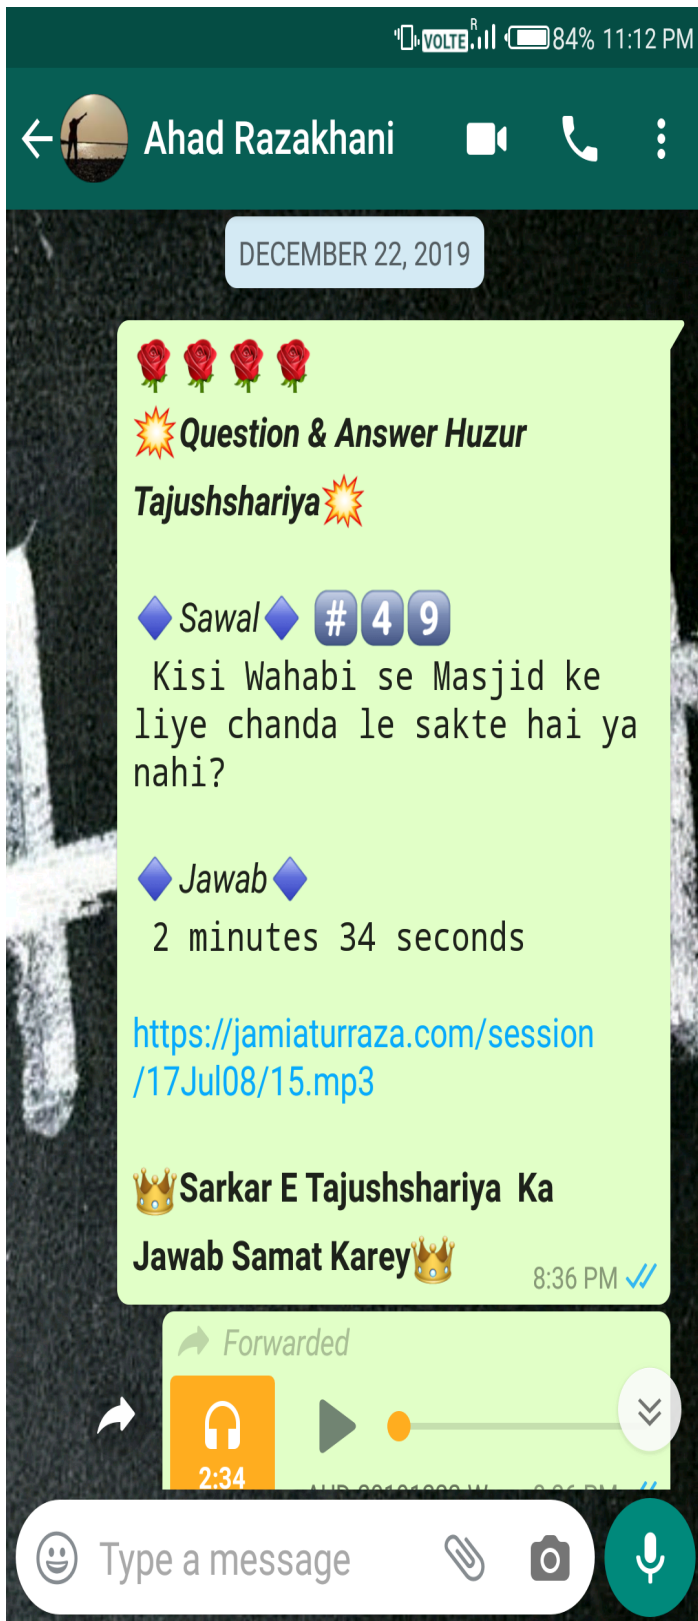 VOLTE R 84% 11:12 PM
Ahad Razakhani
DECEMBER 22, 2019
Question & Answer Huzur
Tajushshariya
Sawal #49
Kisi Wahabi se Masjid ke
liye chanda le sakte hai ya
nahi?
Jawab
2 minutes 34 seconds
https://jamiaturraza.com/session
/17Jul08/15.mp3
Sarkar E Tajushshariya Ka
Jawab Samat Karey
8:36 PM
Forwarded
2:34
Type a message